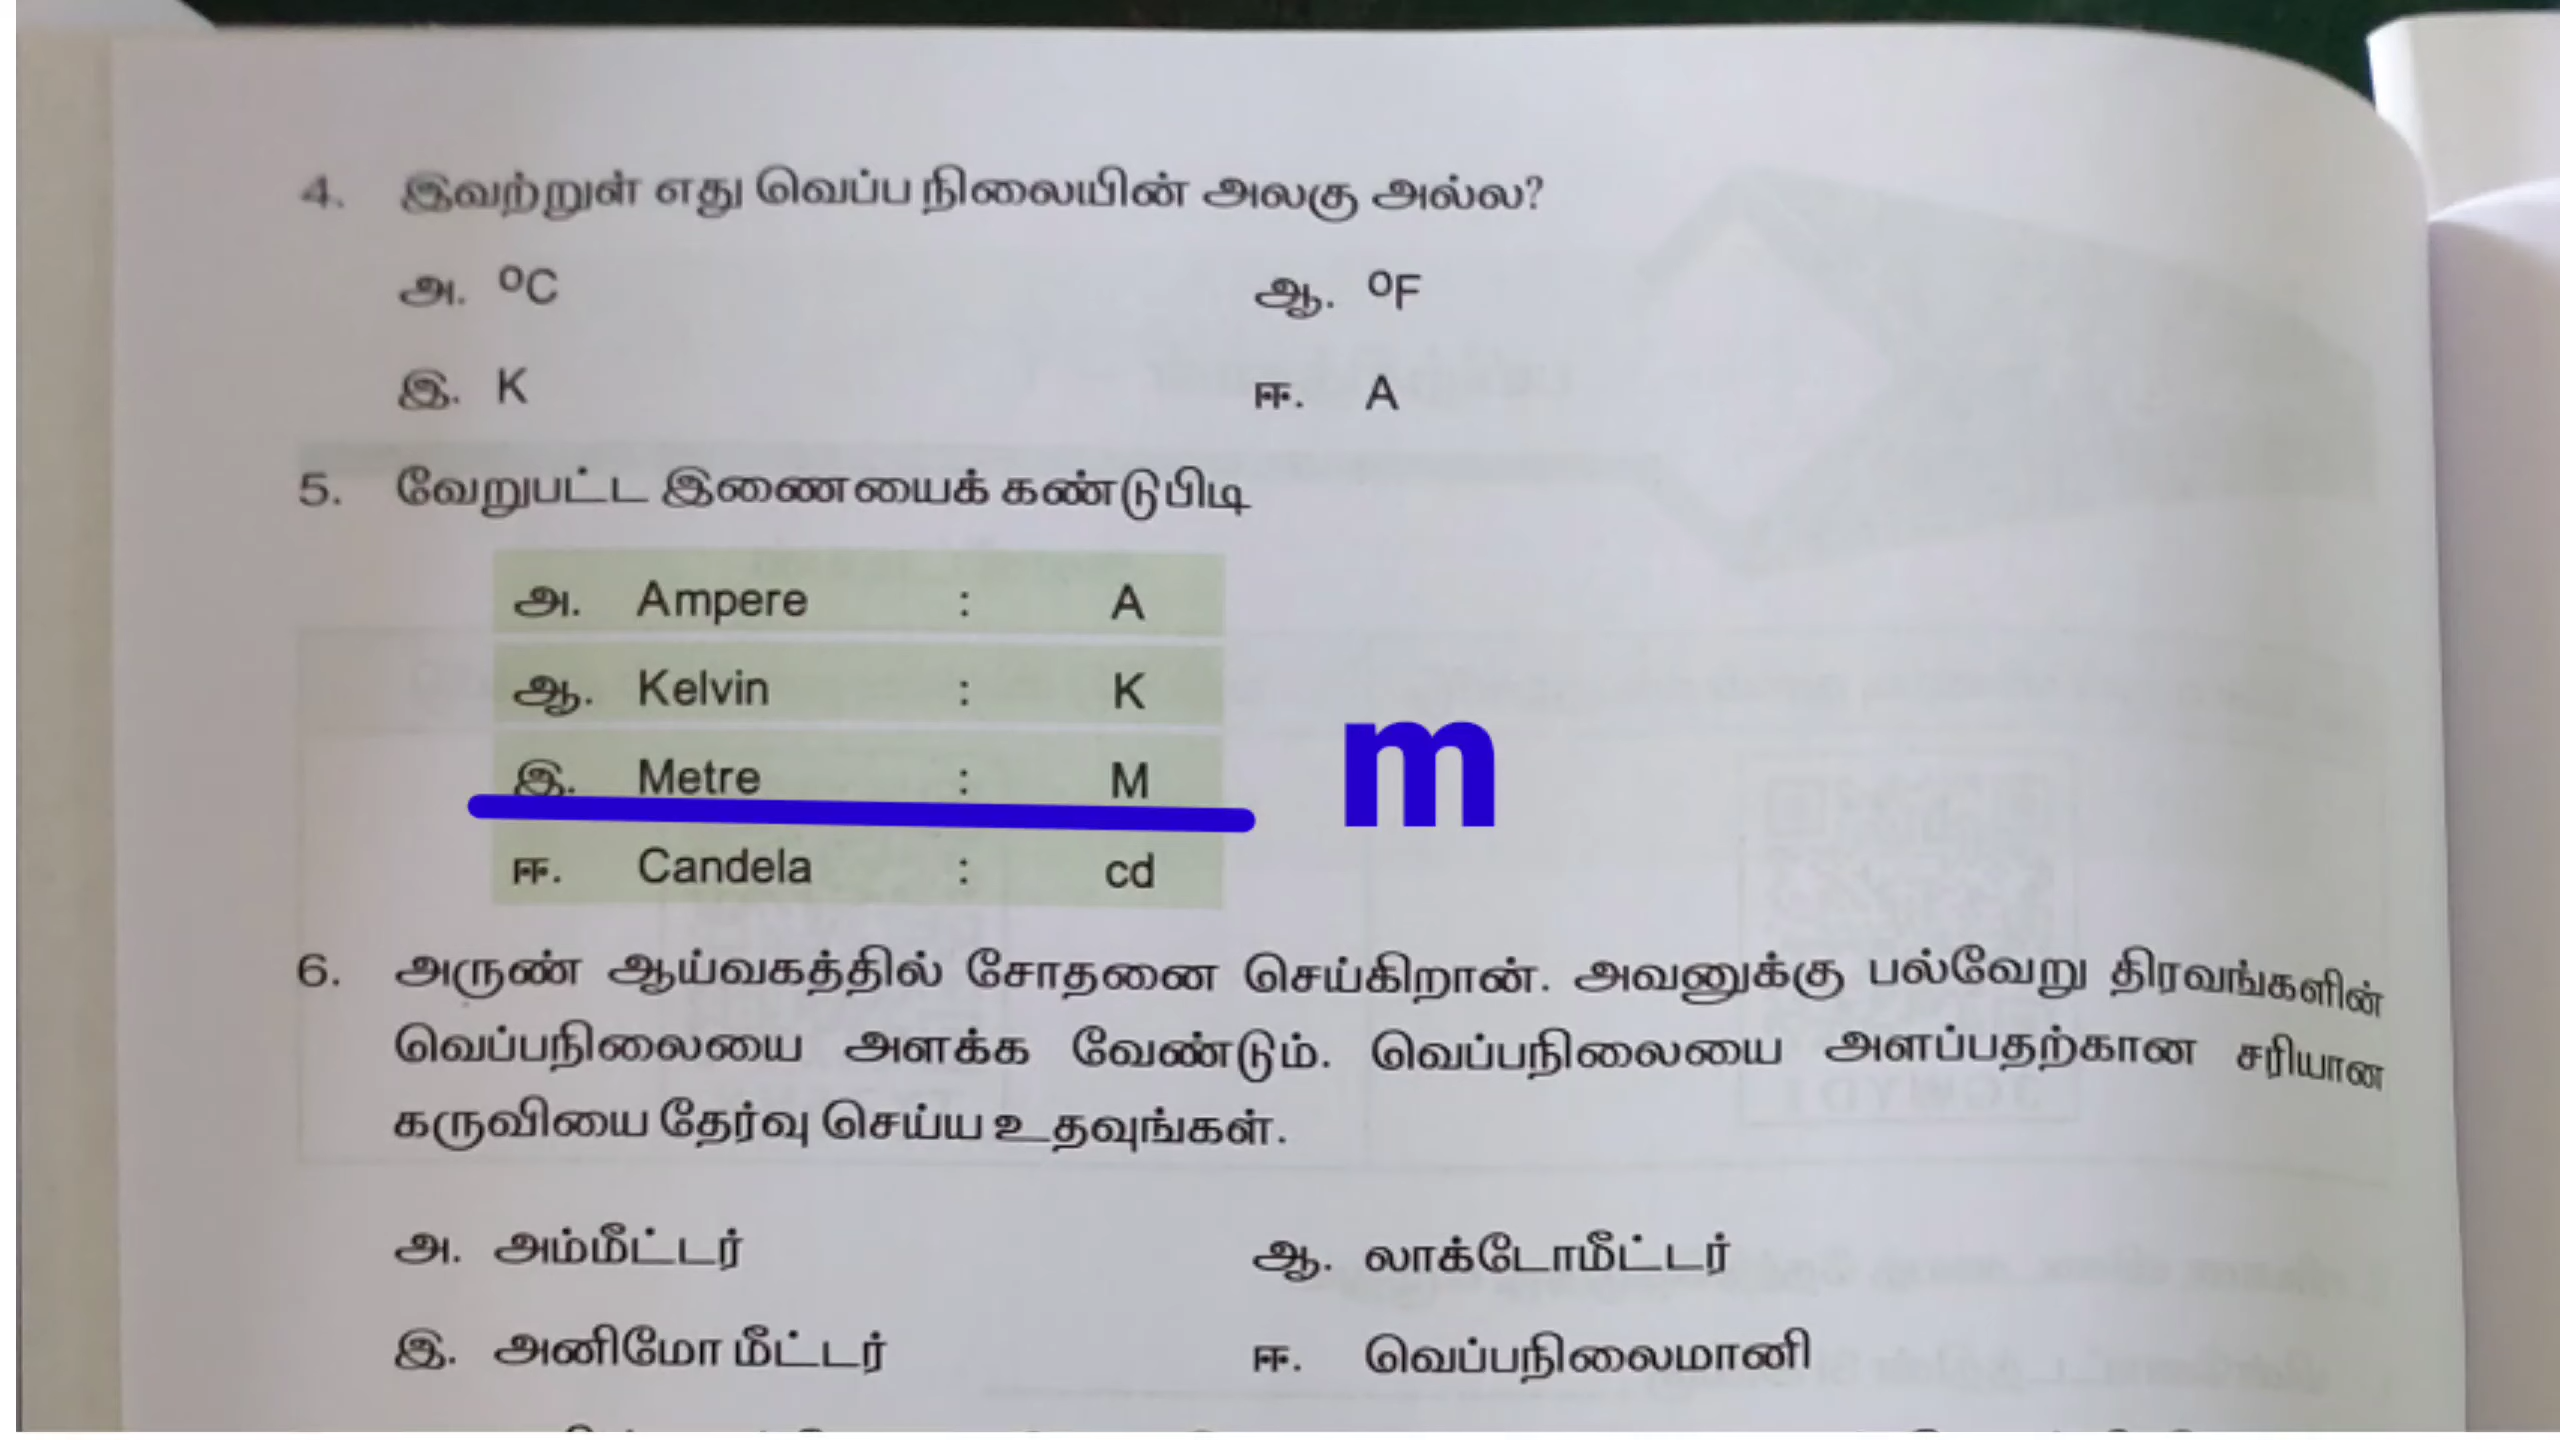 4. இவற்றுள் எது வெப்ப நிலையின் அலகு அல்ல?
அ. ⁰C ஆ. ⁰F
இ. K ஈ. A
5. வேறுபட்ட இணையைக் கண்டுபிடி
அ. Ampere : A
ஆ. Kelvin : K
இ. Metre : M m
ஈ. Candela : cd
6. அருண் ஆய்வகத்தில் சோதனை செய்கிறான். அவனுக்கு பல்வேறு திரவங்களின்
வெப்பநிலையை அளக்க வேண்டும். வெப்பநிலையை அளப்பதற்கான சரியான
கருவியை தேர்வு செய்ய உதவுங்கள்.
அ. அம்மீட்டர் ஆ. லாக்டோமீட்டர்
இ. அனிமோ மீட்டர் ஈ. வெப்பநிலைமானி